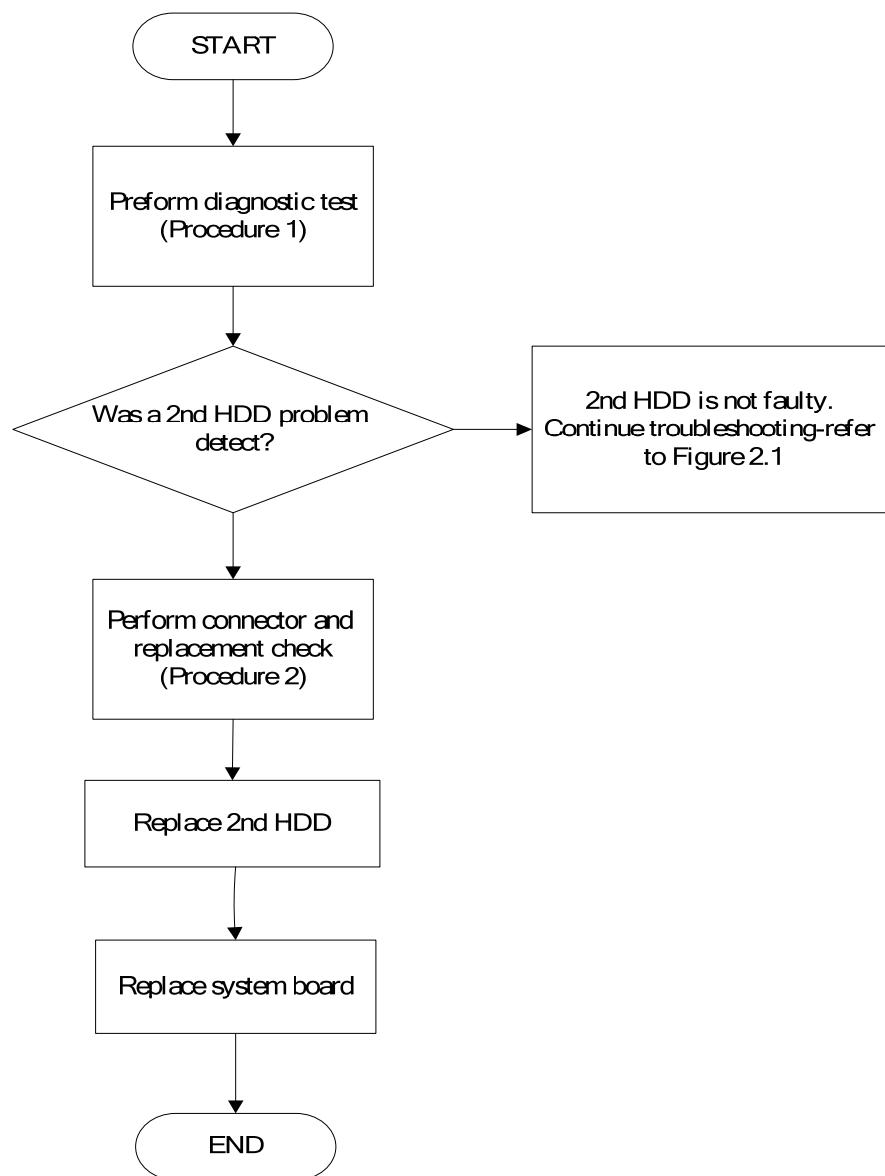 START
Preform diagnostic test
(Procedure 1)
Was a 2nd HDD problem
detect?
2nd HDD is not faulty.
Continue troubleshooting-refer
to Figure 2.1
Perform connector and
replacement check
(Procedure 2)
Replace 2nd HDD
Replace system board
END